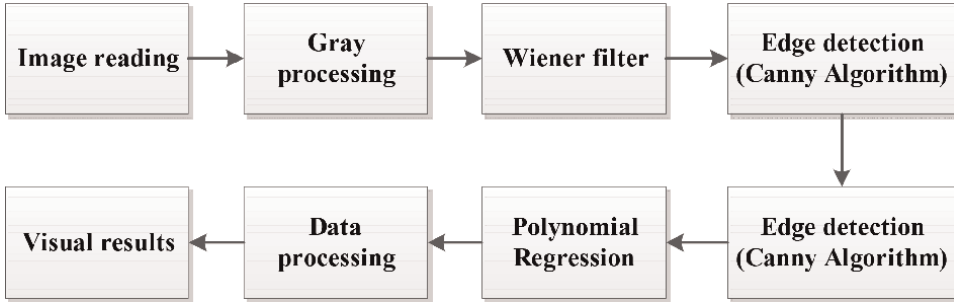 Image reading
Gray
processing
Wiener filter
Edge detection
(Canny Algorithm)
Edge detection
(Canny Algorithm)
Polynomial
Regression
Data
processing
Visual results